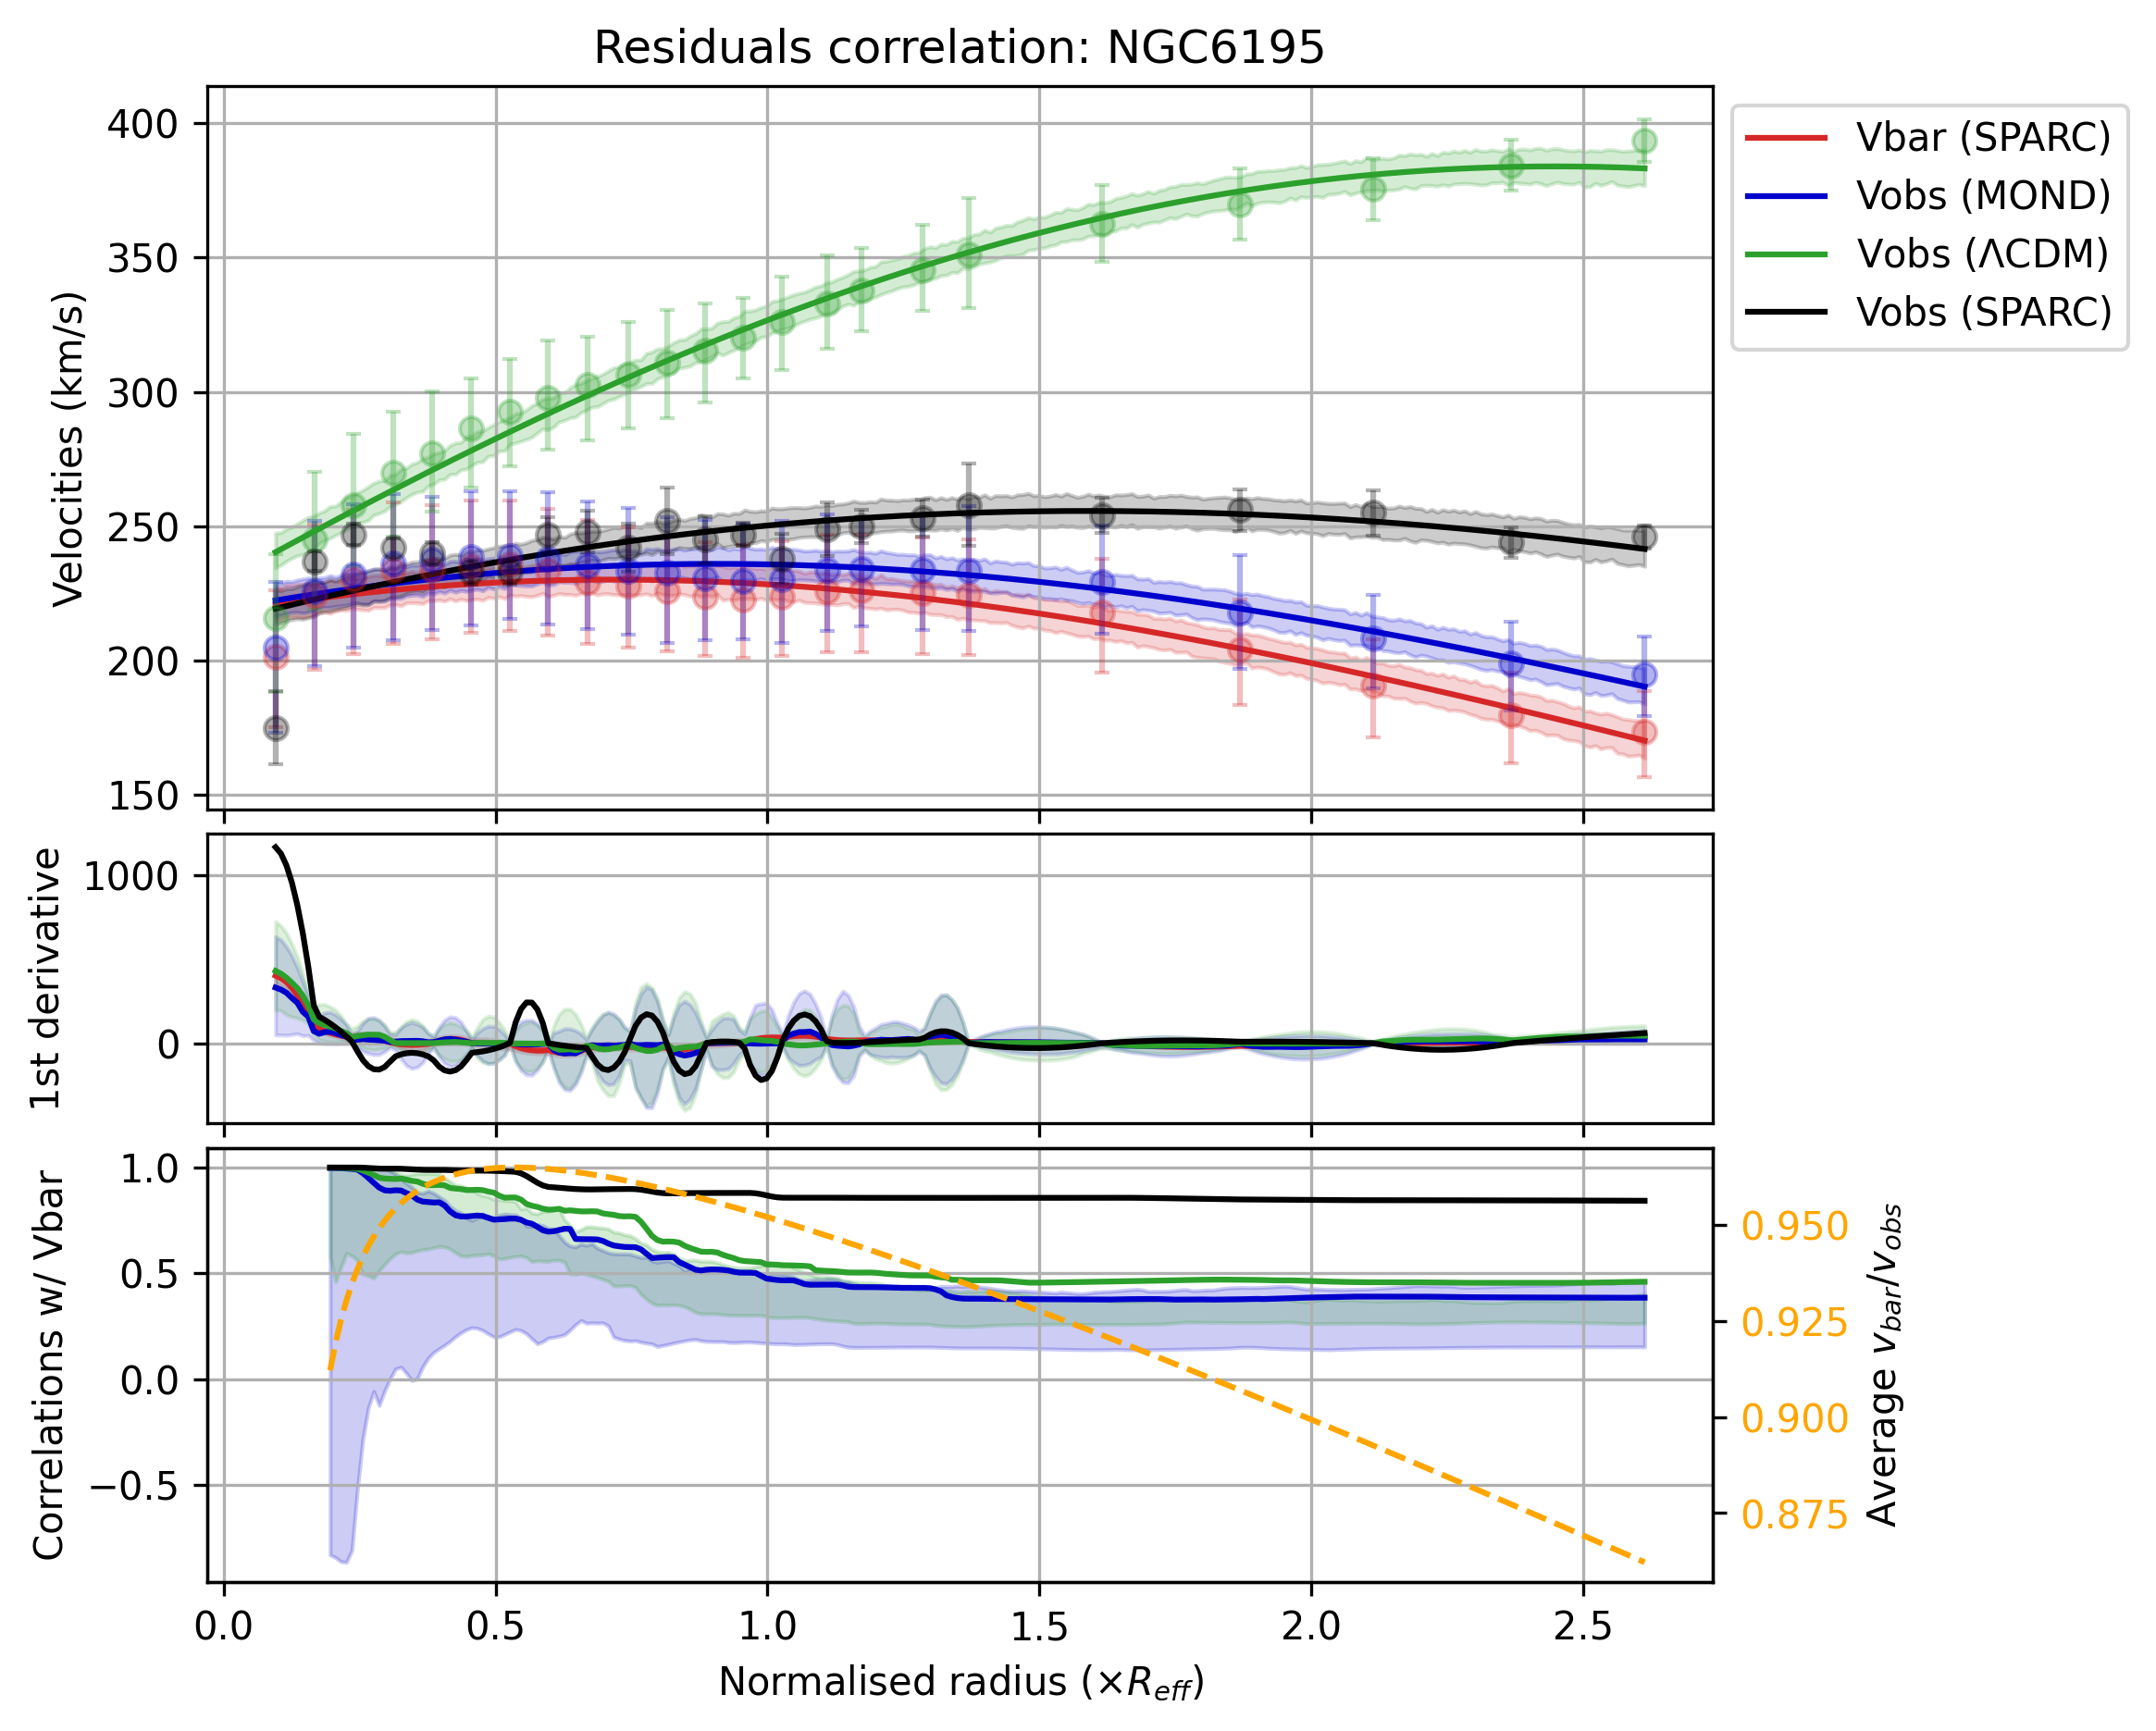 Residuals correlation: NGC6195
Velocities (km/s)
400
350
300
250
200
150
Vbar (SPARC)
Vobs (MOND)
Vobs (ΛCDM)
Vobs (SPARC)
1st derivative
1000
0
Correlations w/ Vbar
1.0
0.5
0.0
−0.5
0.950
0.925
0.900
0.875
Average v_bar/v_obs
0.0 0.5 1.0 1.5 2.0 2.5
Normalised radius (×R_eff)